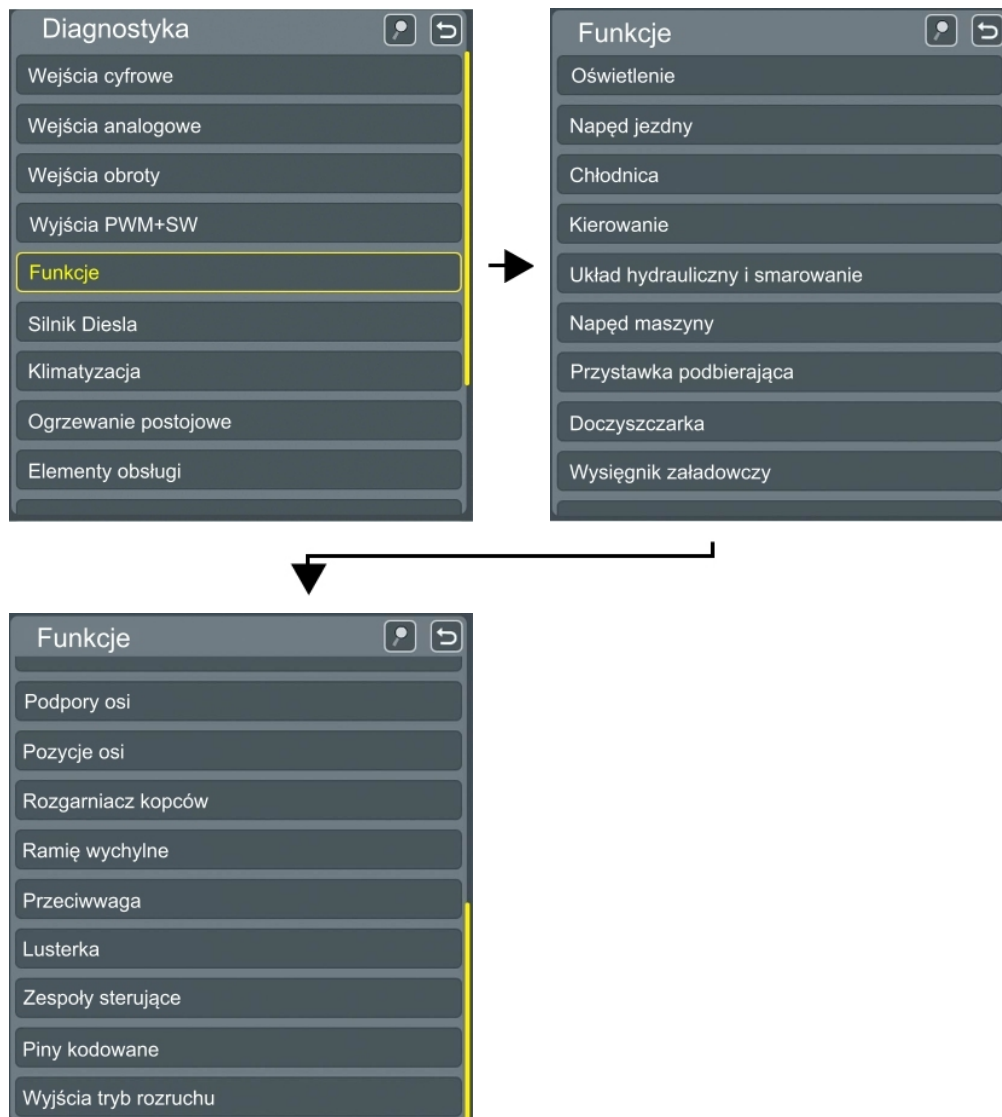 Diagnostyka
Wejścia cyfrowe
Wejścia analogowe
Wejścia obroty
Wyjścia PWM+SW
Funkcje
Silnik Diesla
Klimatyzacja
Ogrzewanie postojowe
Elementy obsługi
Funkcje
Oświetlenie
Napęd jezdny
Chłodnica
Kierowanie
Układ hydrauliczny i smarowanie
Napęd maszyny
Przystawka podbierająca
Doczyszczarka
Wysięgnik załadowczy
Funkcje
Podpory osi
Pozycje osi
Rozgarniacz kopców
Ramię wychylne
Przeciwwaga
Lusterka
Zespoły sterujące
Piny kodowane
Wyjścia tryb rozruchu